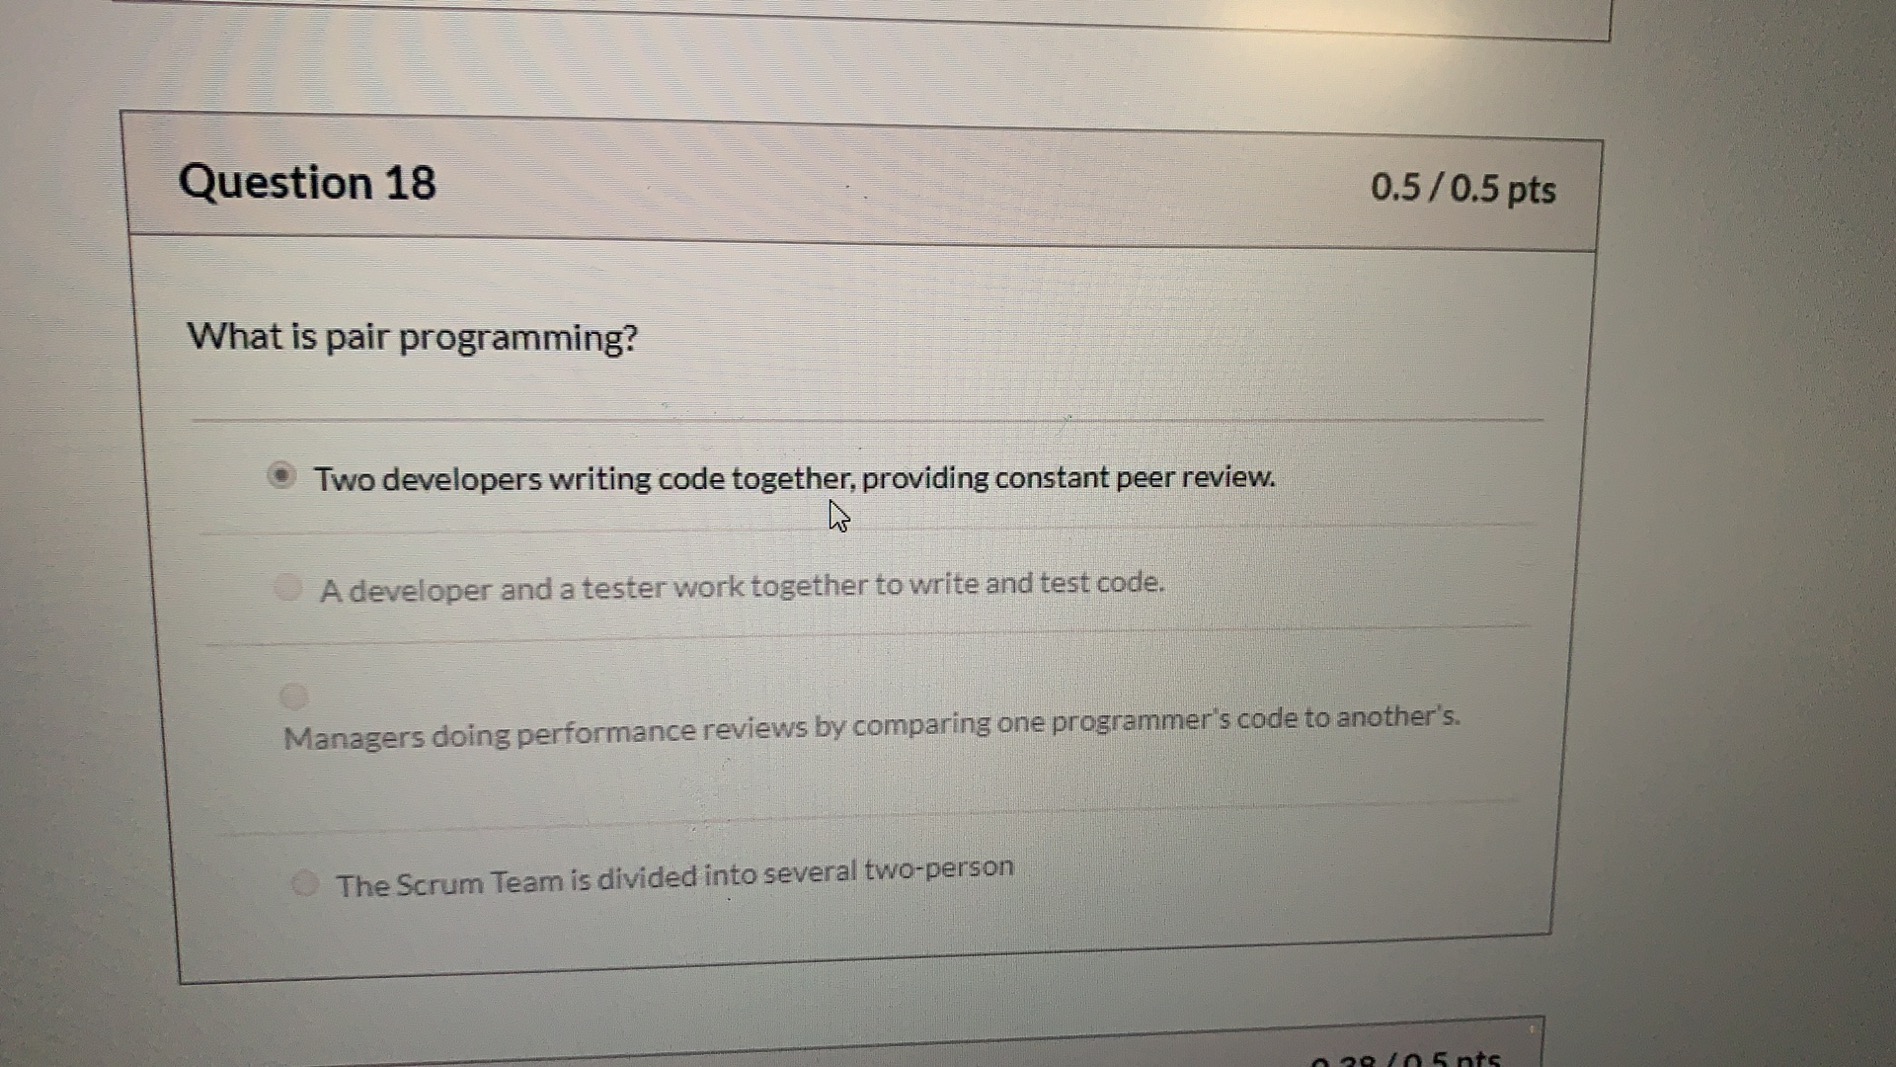 Question 18
0.5 / 0.5 pts
What is pair programming?
Two developers writing code together, providing constant peer review.
A developer and a tester work together to write and test code.
Managers doing performance reviews by comparing one programmer's code to another's.
The Scrum Team is divided into several two-person
0.38 / 0.5 pts